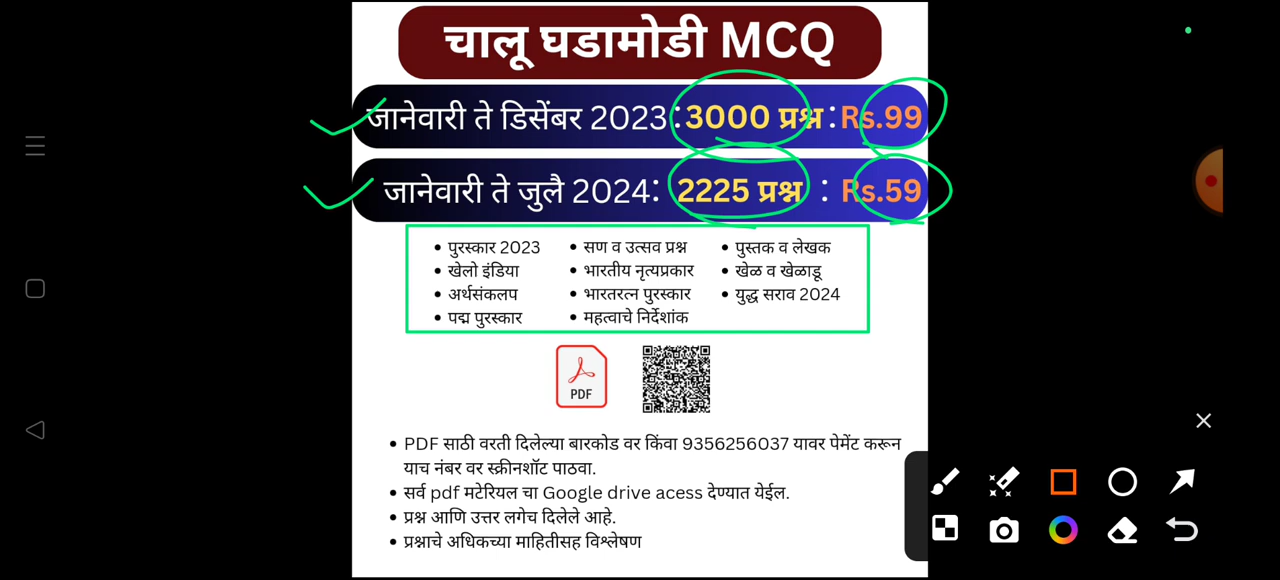 चालू घडामोडी MCQ
जानेवारी ते डिसेंबर 2023:3000 प्रश्न:Rs.99
जानेवारी ते जुलै 2024: 2225 प्रश्न : Rs.59
• पुरस्कार 2023
• खेलो इंडिया
• अर्थसंकलप
• पद्म पुरस्कार
• सण व उत्सव प्रश्न
• भारतीय नृत्यप्रकार
• भारतरत्न पुरस्कार
• महत्वाचे निर्देशांक
• पुस्तक व लेखक
• खेळ व खेळाडू
• युद्ध सराव 2024
PDF
• PDF साठी वरती दिलेल्या बारकोड वर किंवा 9356256037 यावर पेमेंट करून
याच नंबर वर स्क्रीनशॉट पाठवा.
• सर्व pdf मटेरियल चा Google drive acess देण्यात येईल.
• प्रश्न आणि उत्तर लगेच दिलेले आहे.
• प्रश्नाचे अधिकच्या माहितीसह विश्लेषण